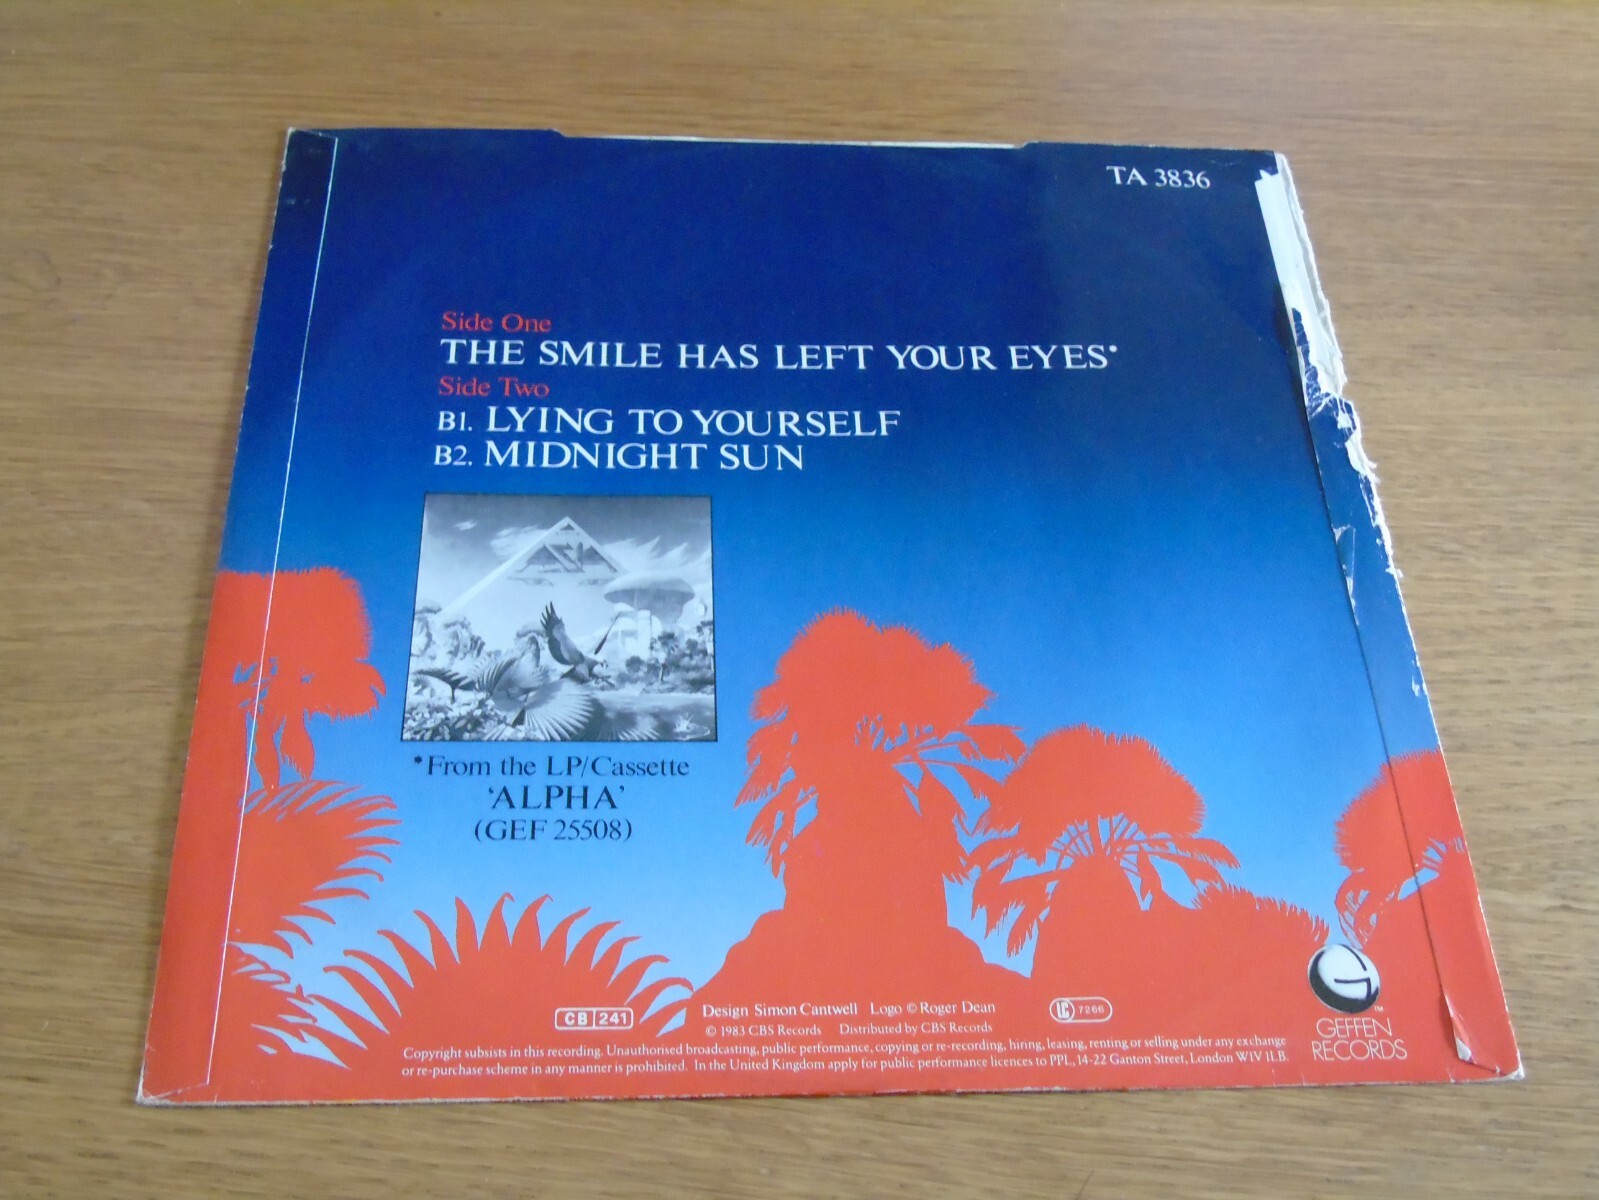 TA 3836
Side One
THE SMILE HAS LEFT YOUR EYES*
Side Two
B1. LYING TO YOURSELF
B2. MIDNIGHT SUN
ASIA
*From the LP/Cassette
'ALPHA'
(GEF 25508)
CB 241
Design Simon Cantwell Logo © Roger Dean
© 1983 CBS Records Distributed by CBS Records
LC 7266
G ™
GEFFEN
RECORDS
Copyright subsists in this recording. Unauthorised broadcasting, public performance, copying or re-recording, hiring, leasing, renting or selling under any exchange
or re-purchase scheme in any manner is prohibited. In the United Kingdom apply for public performance licences to PPL, 14-22 Ganton Street, London W1V 1LB.